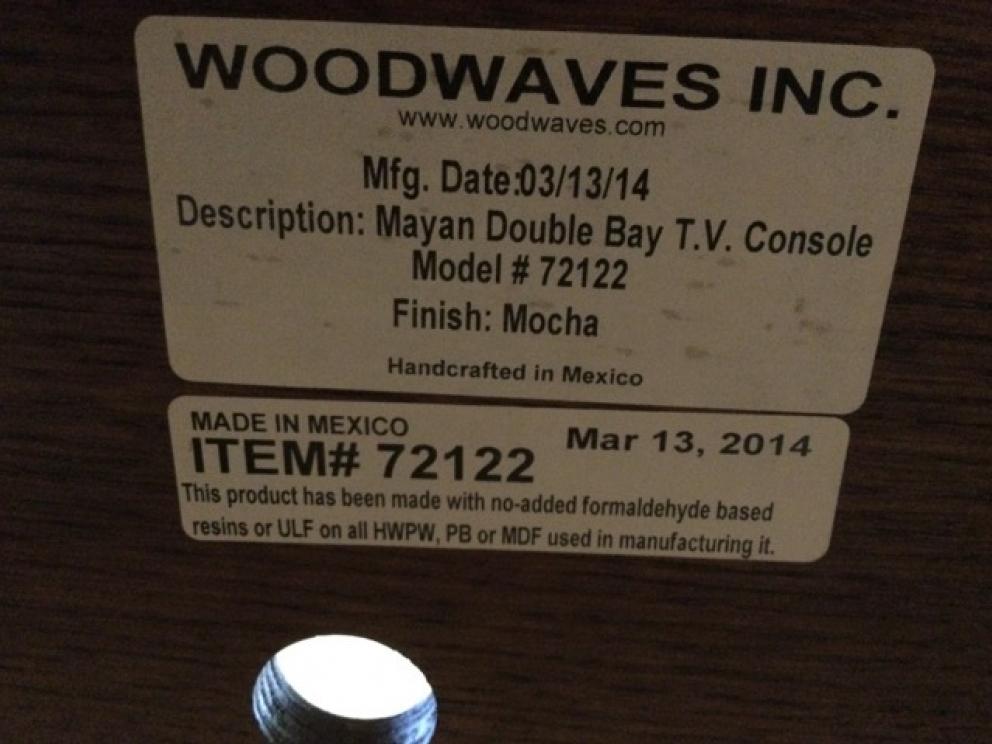 WOODWAVES INC.
www.woodwaves.com
Mfg. Date:03/13/14
Description: Mayan Double Bay T.V. Console
Model # 72122
Finish: Mocha
Handcrafted in Mexico
MADE IN MEXICO
Mar 13, 2014
ITEM# 72122
This product has been made with no-added formaldehyde based
resins or ULF on all HWPW, PB or MDF used in manufacturing it.